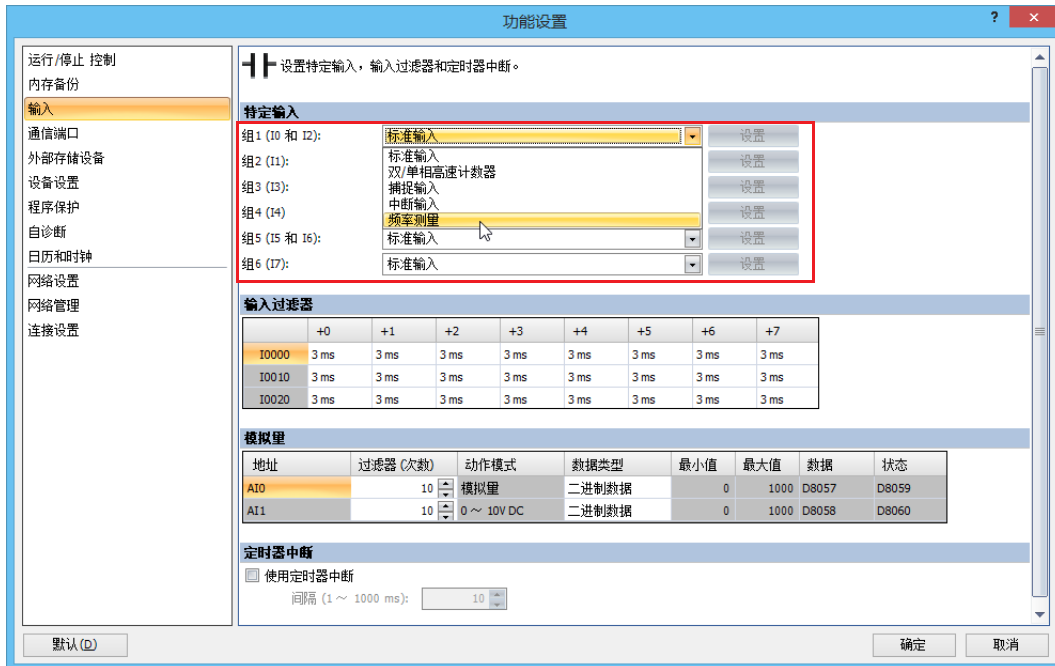 功能设置
? ×
运行/停止 控制
内存备份
输入
通信端口
外部存储设备
设备设置
程序保护
自诊断
日历和时钟
网络设置
网络管理
连接设置
设置特定输入，输入过滤器和定时器中断。
特定输入
组1 (I0 和 I2): 标准输入 设置
标准输入
双/单相高速计数器
捕捉输入
中断输入
频率测量
组2 (I1): 设置
组3 (I3): 设置
组4 (I4) 设置
组5 (I5 和 I6): 标准输入 设置
组6 (I7): 标准输入 设置
输入过滤器
+0 +1 +2 +3 +4 +5 +6 +7
I0000 3 ms 3 ms 3 ms 3 ms 3 ms 3 ms 3 ms 3 ms
I0010 3 ms 3 ms 3 ms 3 ms 3 ms 3 ms 3 ms 3 ms
I0020 3 ms 3 ms 3 ms 3 ms 3 ms 3 ms 3 ms 3 ms
模拟量
地址 过滤器 (次数) 动作模式 数据类型 最小值 最大值 数据 状态
AI0 10 模拟量 二进制数据 0 1000 D8057 D8059
AI1 10 0 ～ 10V DC 二进制数据 0 1000 D8058 D8060
定时器中断
使用定时器中断
间隔 (1 ～ 1000 ms): 10
默认(D) 确定 取消